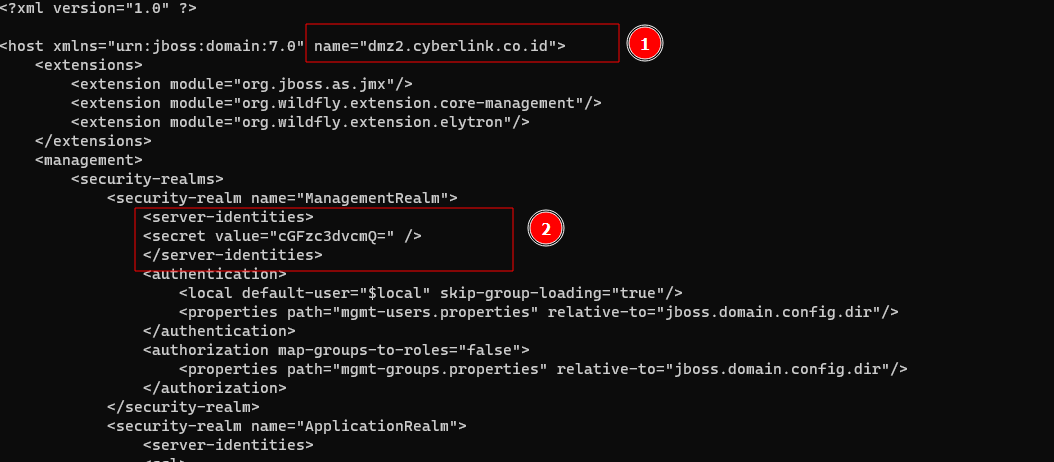 <?xml version="1.0" ?>
<host xmlns="urn:jboss:domain:7.0" name="dmz2.cyberlink.co.id">
1
    <extensions>
        <extension module="org.jboss.as.jmx"/>
        <extension module="org.wildfly.extension.core-management"/>
        <extension module="org.wildfly.extension.elytron"/>
    </extensions>
    <management>
        <security-realms>
            <security-realm name="ManagementRealm">
                <server-identities>
                <secret value="cGFzc3dvcmQ=" />
2
                </server-identities>
                <authentication>
                    <local default-user="$local" skip-group-loading="true"/>
                    <properties path="mgmt-users.properties" relative-to="jboss.domain.config.dir"/>
                </authentication>
                <authorization map-groups-to-roles="false">
                    <properties path="mgmt-groups.properties" relative-to="jboss.domain.config.dir"/>
                </authorization>
            </security-realm>
            <security-realm name="ApplicationRealm">
                <server-identities>